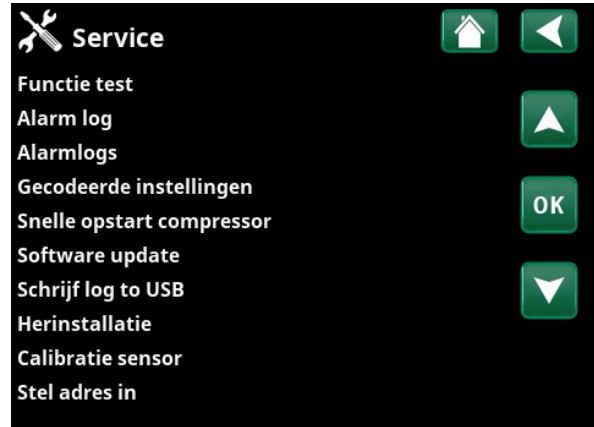 Service
Functie test
Alarm log
Alarmlogs
Gecodeerde instellingen
OK
Snelle opstart compressor
Software update
Schrijf log to USB
Herinstallatie
Calibratie sensor
Stel adres in